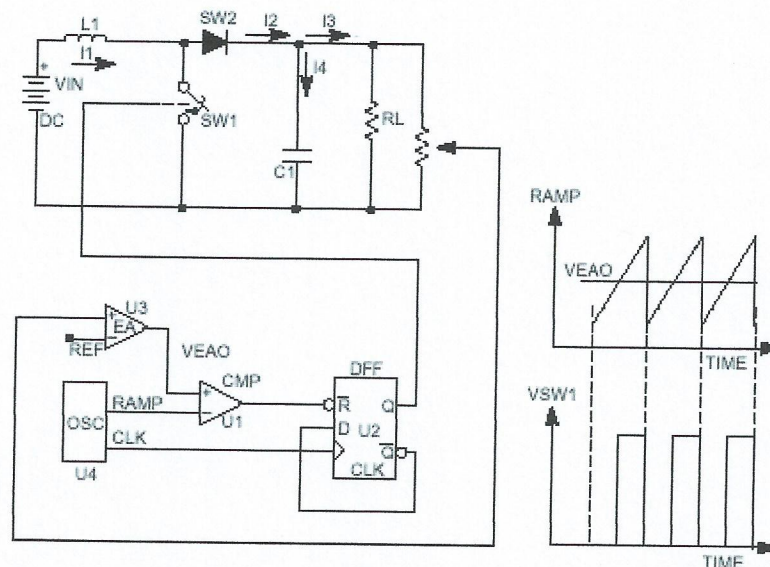 SW2
L1
I2
I3
I1
I4
+
VIN
DC
SW1
RL
C1
RAMP
VEAO
TIME
U3
+
EA
-
REF
VEAO
DFF
CMP
VSW1
+
-
U1
R
Q
OSC
RAMP
D
U2
CLK
Q
CLK
U4
TIME